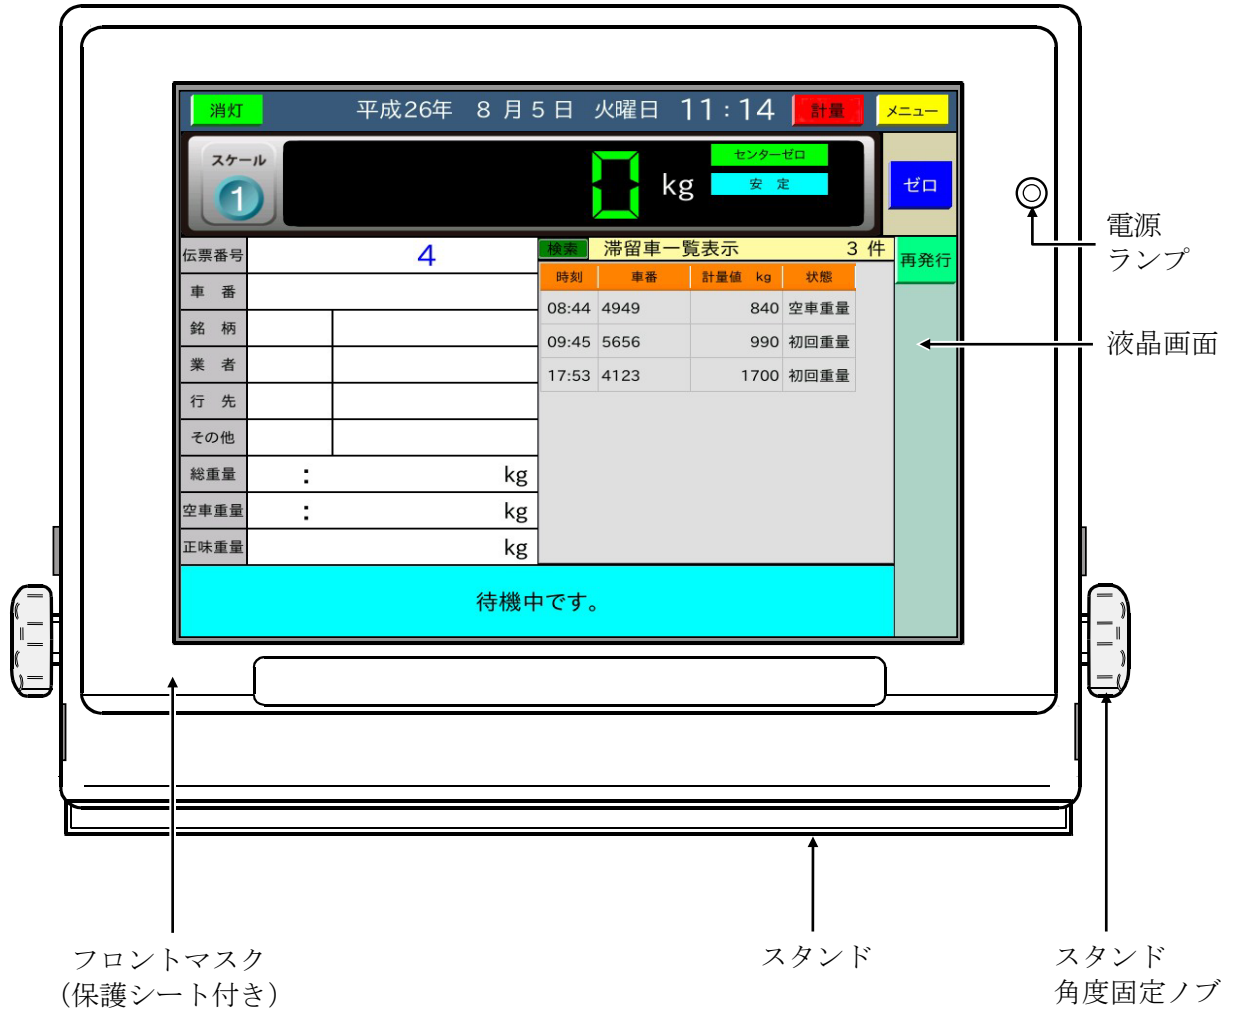 消灯 平成26年 8月5日 火曜日 11:14 計量 メニュー
スケール
1
0 kg
センターゼロ
安 定
ゼロ
電源
ランプ
伝票番号 4
検索 滞留車一覧表示 3 件
再発行
時刻 車番 計量値 kg 状態
車 番
08:44 4949 840 空車重量
銘 柄
09:45 5656 990 初回重量
液晶画面
業 者
17:53 4123 1700 初回重量
行 先
その他
総重量 : kg
空車重量 : kg
正味重量 kg
待機中です。
フロントマスク
(保護シート付き)
スタンド
スタンド
角度固定ノブ